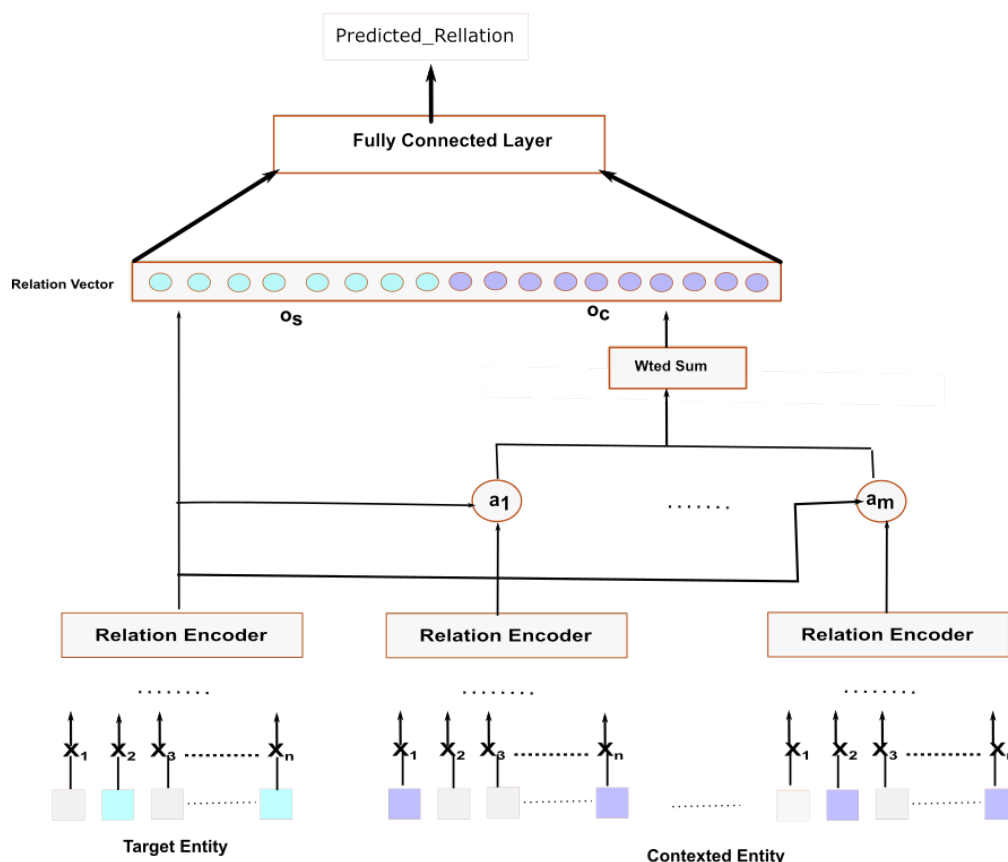 Predicted_Rellation
Fully Connected Layer
Relation Vector
os
oc
Wted Sum
a1 ....... am
Relation Encoder Relation Encoder Relation Encoder
......... ......... .........
X1 X2 X3 ............ Xn X1 X2 X3 ............ Xn X1 X2 X3 ............
Target Entity
Contexted Entity